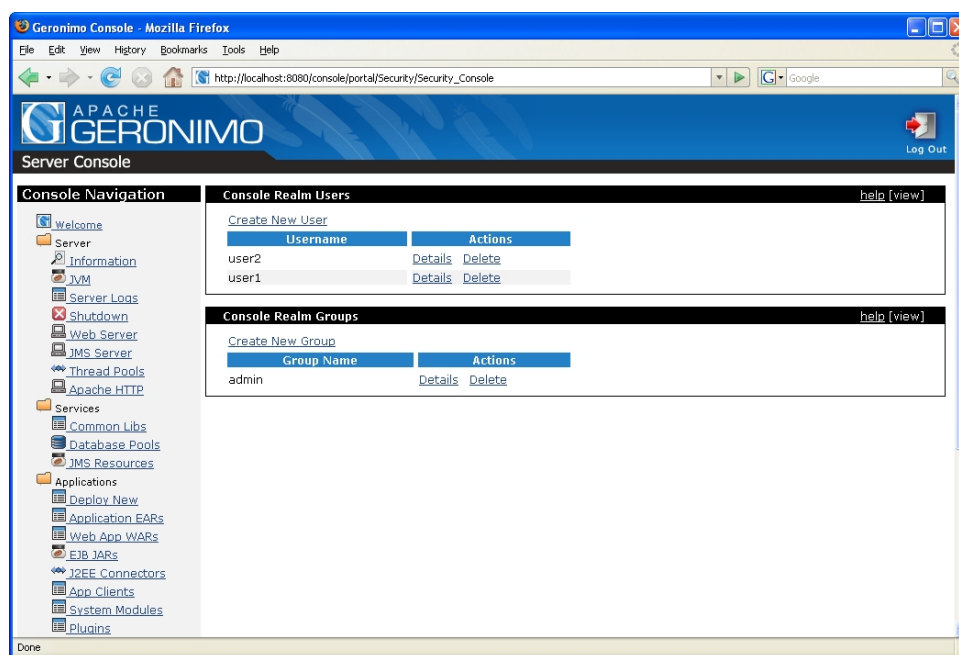 Geronimo Console - Mozilla Firefox
File Edit View History Bookmarks Tools Help
http://localhost:8080/console/portal/Security/Security_Console
G Google
APACHE
GERONIMO
Log Out
Server Console
Console Navigation
Welcome
Server
Information
JVM
Server Logs
Shutdown
Web Server
JMS Server
Thread Pools
Apache HTTP
Services
Common Libs
Database Pools
JMS Resources
Applications
Deploy New
Application EARs
Web App WARs
EJB JARs
J2EE Connectors
App Clients
System Modules
Plugins
Console Realm Users help [view]
Create New User
Username Actions
user2 Details Delete
user1 Details Delete
Console Realm Groups help [view]
Create New Group
Group Name Actions
admin Details Delete
Done